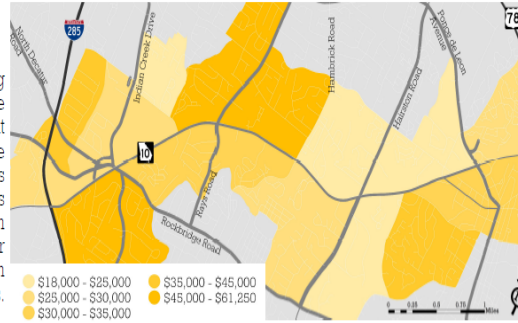 North Decatur Road
285
Indian Creek Drive
Hambrick Road
Ponce de Leon Avenue
78
Hairston Road
10
Rays Road
Rockbridge Road
$18,000 - $25,000
$25,000 - $30,000
$30,000 - $35,000
$35,000 - $45,000
$45,000 - $61,250
Miles